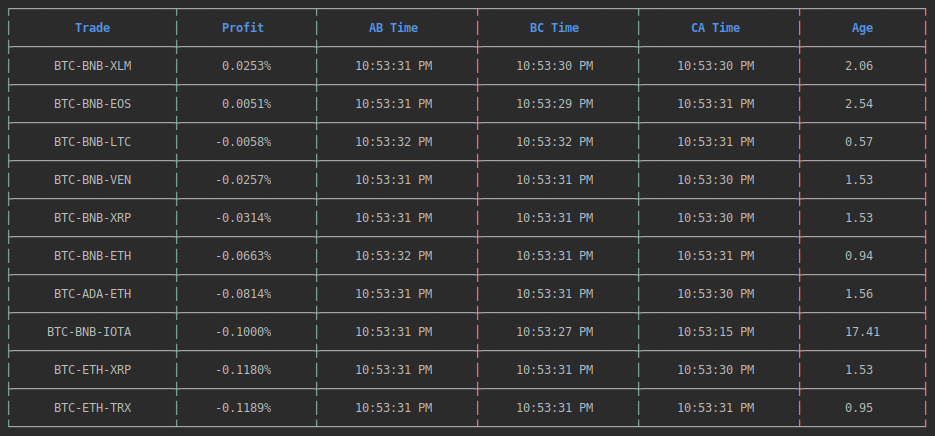 Trade Profit AB Time BC Time CA Time Age
BTC-BNB-XLM 0.0253% 10:53:31 PM 10:53:30 PM 10:53:30 PM 2.06
BTC-BNB-EOS 0.0051% 10:53:31 PM 10:53:29 PM 10:53:31 PM 2.54
BTC-BNB-LTC -0.0058% 10:53:32 PM 10:53:32 PM 10:53:31 PM 0.57
BTC-BNB-VEN -0.0257% 10:53:31 PM 10:53:31 PM 10:53:30 PM 1.53
BTC-BNB-XRP -0.0314% 10:53:31 PM 10:53:31 PM 10:53:30 PM 1.53
BTC-BNB-ETH -0.0663% 10:53:32 PM 10:53:31 PM 10:53:31 PM 0.94
BTC-ADA-ETH -0.0814% 10:53:31 PM 10:53:31 PM 10:53:30 PM 1.56
BTC-BNB-IOTA -0.1000% 10:53:31 PM 10:53:27 PM 10:53:15 PM 17.41
BTC-ETH-XRP -0.1180% 10:53:31 PM 10:53:31 PM 10:53:30 PM 1.53
BTC-ETH-TRX -0.1189% 10:53:31 PM 10:53:31 PM 10:53:31 PM 0.95